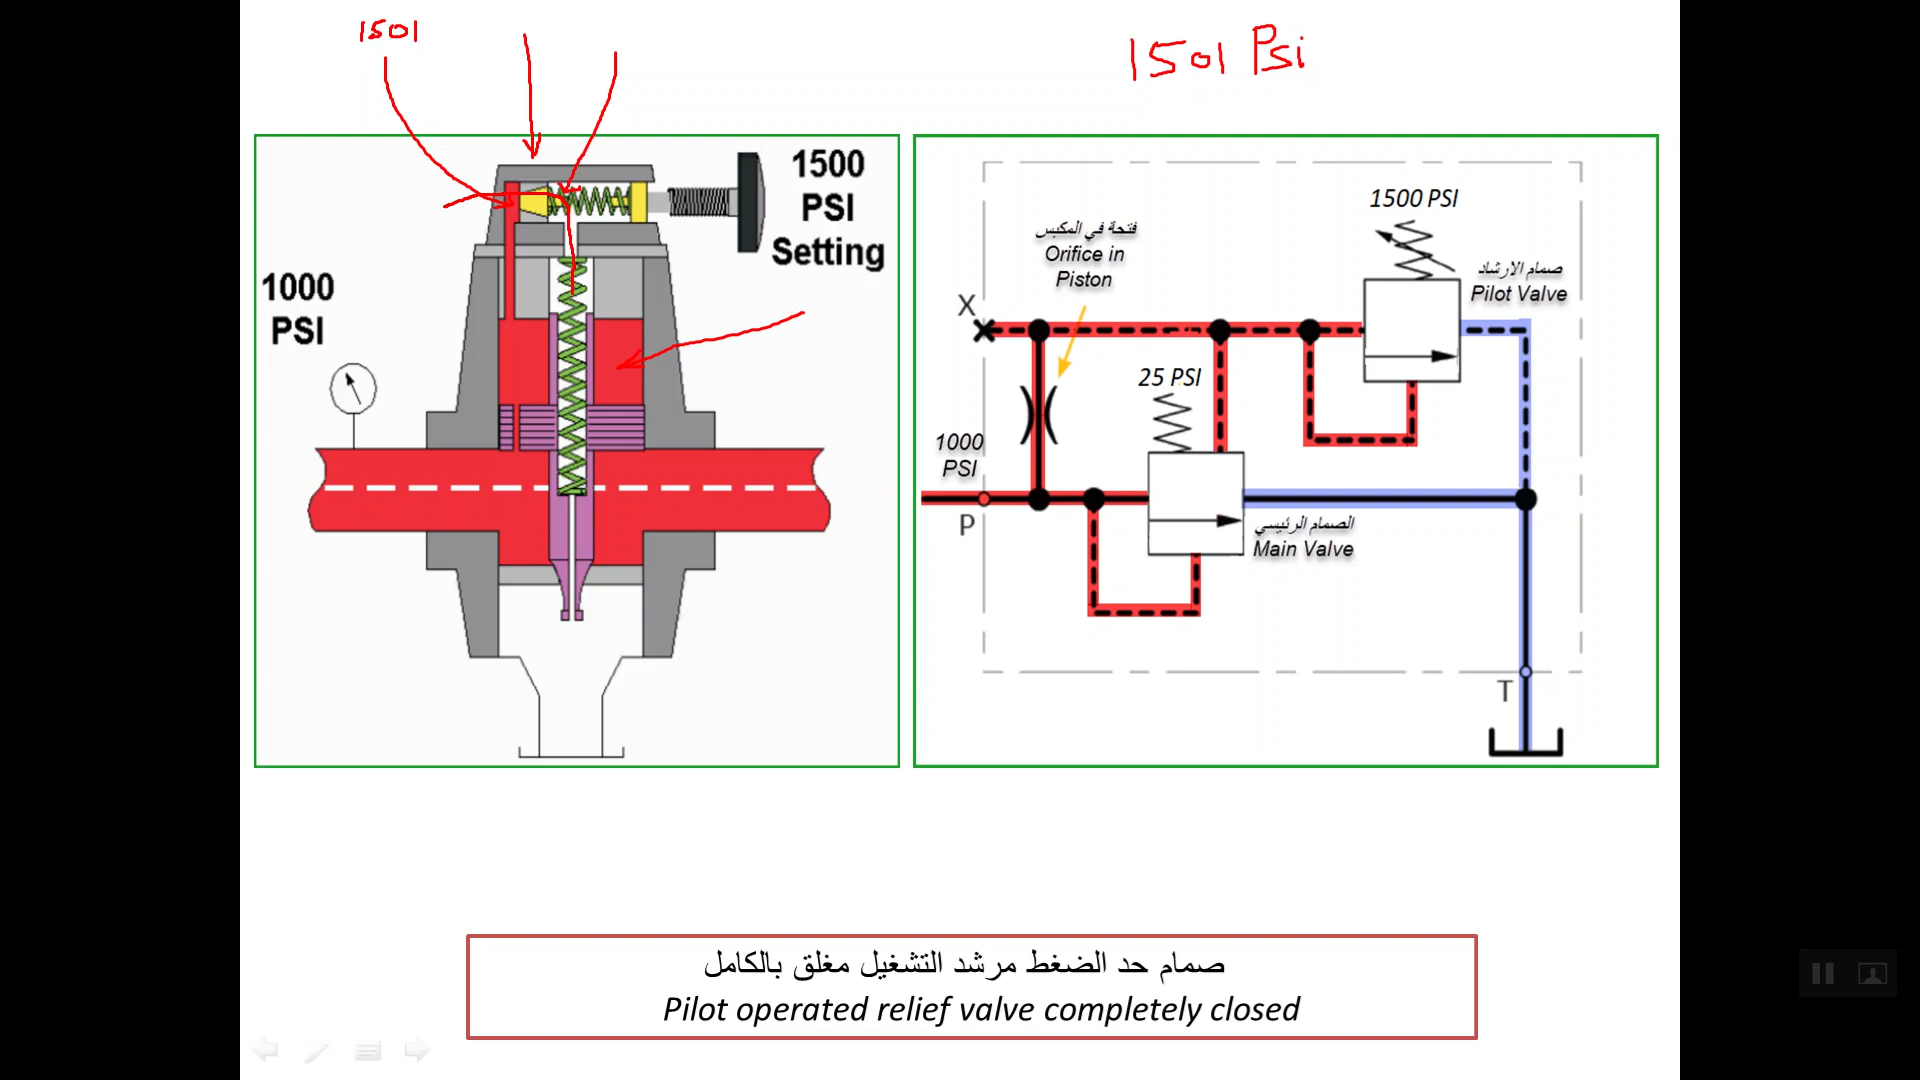 1501
1501 Psi
1500
PSI
Setting
1000
PSI
1500 PSI
فتحة في المكبس
Orifice in
Piston
صمام الارشاد
Pilot Valve
X
25 PSI
1000
PSI
P
الصمام الرئيسي
Main Valve
T
صمام حد الضغط مرشد التشغيل مغلق بالكامل
Pilot operated relief valve completely closed